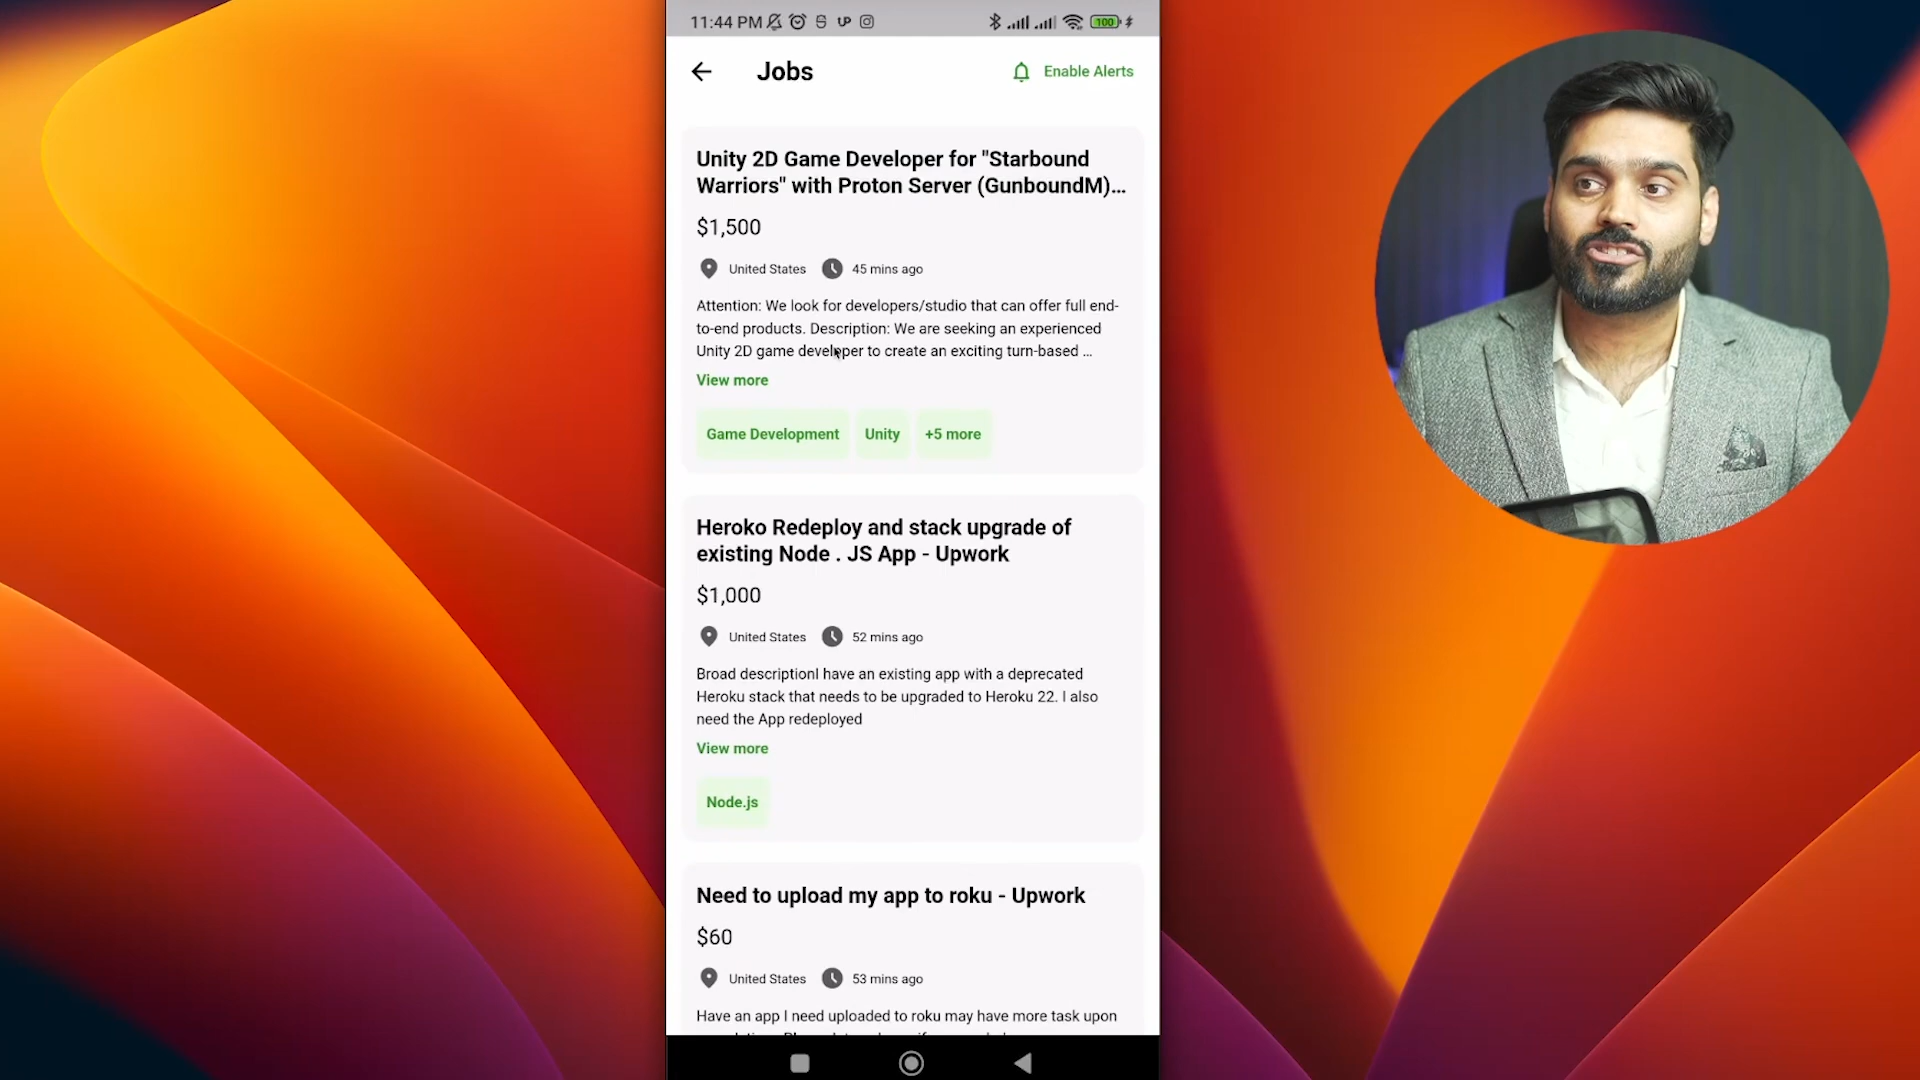 11:44 PM
UP
100
Jobs
Enable Alerts
Unity 2D Game Developer for "Starbound
Warriors" with Proton Server (GunboundM)...
$1,500
United States
45 mins ago
Attention: We look for developers/studio that can offer full end-
to-end products. Description: We are seeking an experienced
Unity 2D game developer to create an exciting turn-based ...
View more
Game Development
Unity
+5 more
Heroko Redeploy and stack upgrade of
existing Node . JS App - Upwork
$1,000
United States
52 mins ago
Broad descriptionI have an existing app with a deprecated
Heroku stack that needs to be upgraded to Heroku 22. I also
need the App redeployed
View more
Node.js
Need to upload my app to roku - Upwork
$60
United States
53 mins ago
Have an app I need uploaded to roku may have more task upon